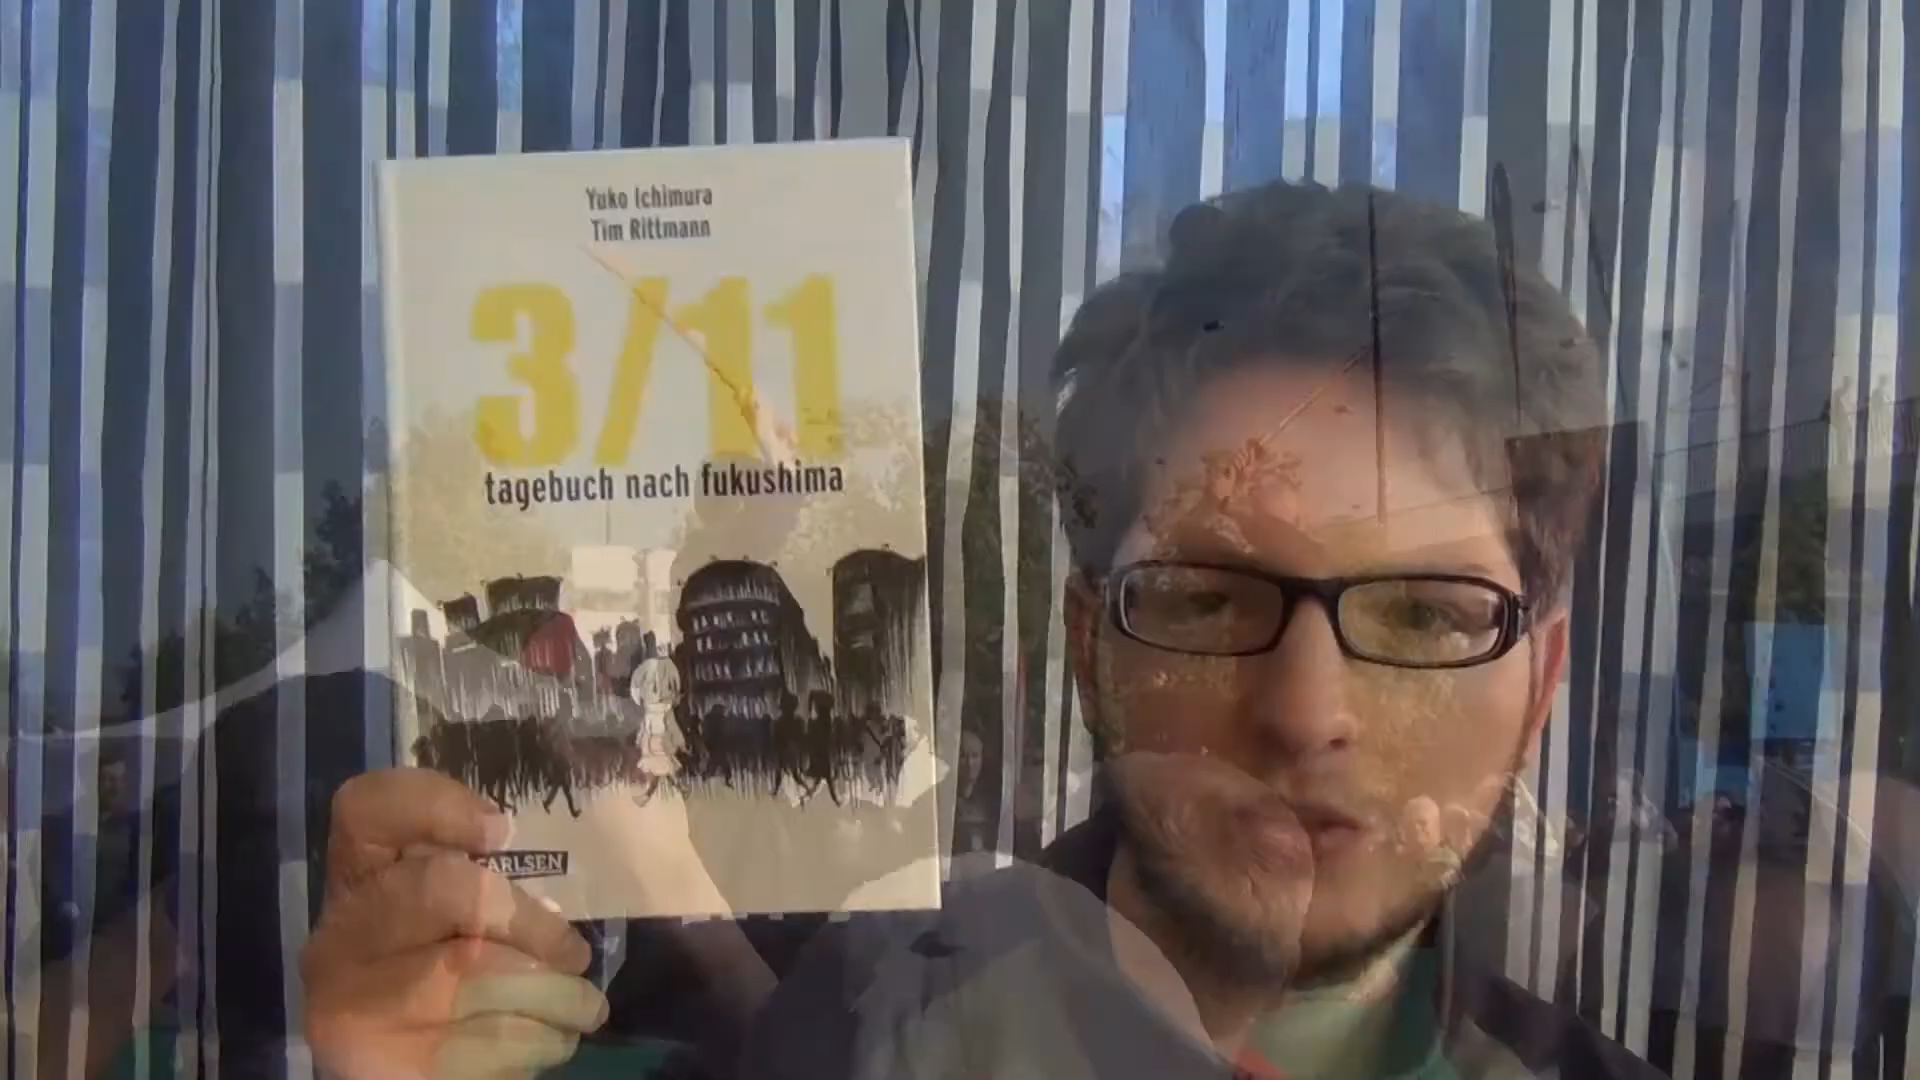 Yuko Ichimura
Tim Rittmann
3/11
tagebuch nach fukushima
CARLSEN